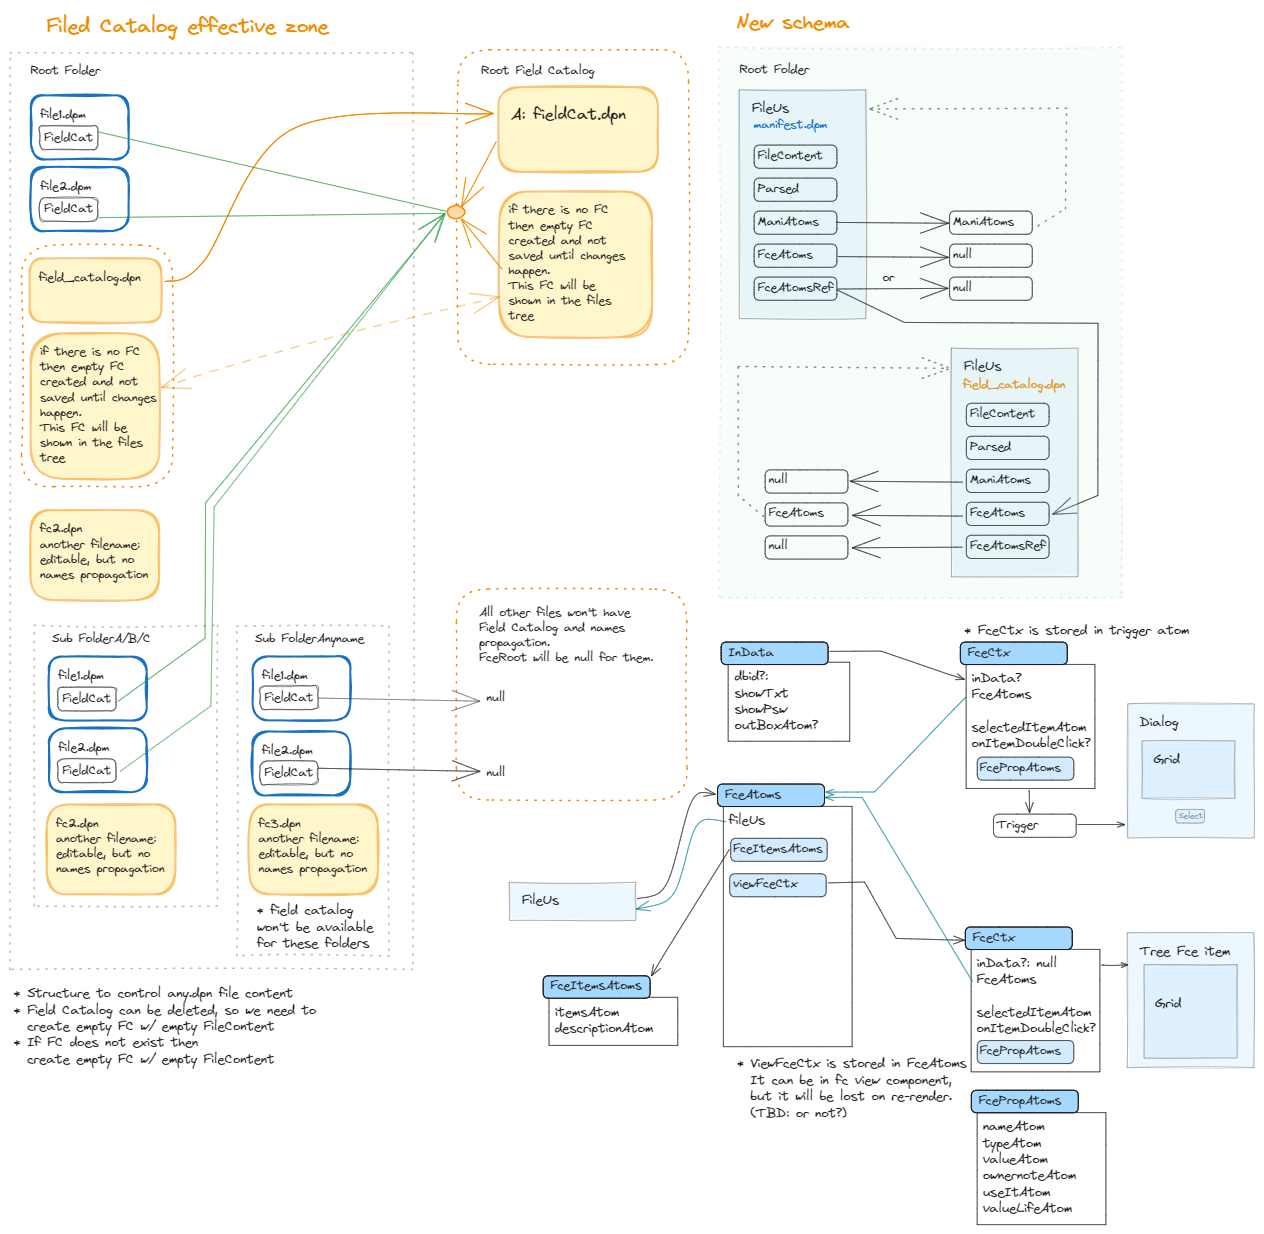 Filed Catalog effective zone
Root Folder
file1.dpm
FieldCat
file2.dpm
FieldCat
field_catalog.dpn
if there is no FC
then empty FC
created and not
saved until changes
happen.
This FC will be
shown in the files
tree
fc2.dpn
another filename:
editable, but no
names propagation
Sub FolderA/B/C
file1.dpm
FieldCat
file2.dpm
FieldCat
fc2.dpn
another filename:
editable, but no
names propagation
Sub FolderAnyname
file1.dpm
FieldCat
file2.dpm
FieldCat
fc3.dpn
another filename:
editable, but no
names propagation
* field catalog
won't be available
for these folders
* Structure to control any.dpn file content
* Field Catalog can be deleted, so we need to
create empty FC w/ empty FileContent
* If FC does not exist then
create empty FC w/ empty FileContent
Root Field Catalog
A: fieldCat.dpn
if there is no FC
then empty FC
created and not
saved until changes
happen.
This FC will be
shown in the files
tree
All other files won't have
Field Catalog and names
propagation.
FceRoot will be null for them.
null
null
New schema
Root Folder
FileUs
manifest.dpm
FileContent
Parsed
ManiAtoms
FceAtoms
FceAtomsRef
ManiAtoms
null
or
null
FileUs
field_catalog.dpn
FileContent
Parsed
ManiAtoms
FceAtoms
FceAtomsRef
null
FceAtoms
null
* FceCtx is stored in trigger atom
InData
dbid?:
showTxt
showPsw
outBoxAtom?
FceCtx
inData?
FceAtoms
selectedItemAtom
onItemDoubleClick?
FcePropAtoms
Trigger
Dialog
Grid
Select
FceAtoms
fileUs
FceItemsAtoms
viewFceCtx
FileUs
FceItemsAtoms
itemsAtom
descriptionAtom
FceCtx
inData?: null
FceAtoms
selectedItemAtom
onItemDoubleClick?
FcePropAtoms
Tree Fce item
Grid
* ViewFceCtx is stored in FceAtoms
It can be in fc view component,
but it will be lost on re-render.
(TBD: or not?)
FcePropAtoms
nameAtom
typeAtom
valueAtom
ownernoteAtom
useItAtom
valueLifeAtom